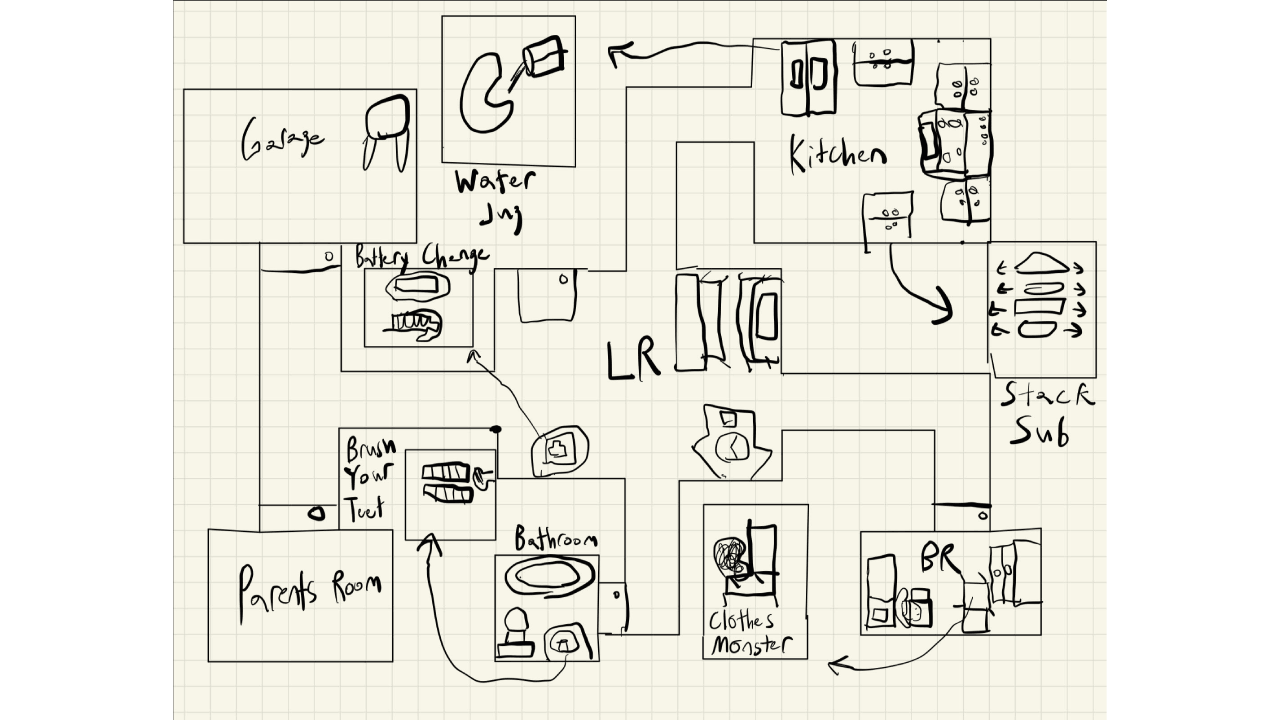 Garage
Water
Jug
Kitchen
Battery Change
LR
Stack
Sub
Brush
Your
Teet
Bathroom
Parents Room
Clothes
Monster
BR